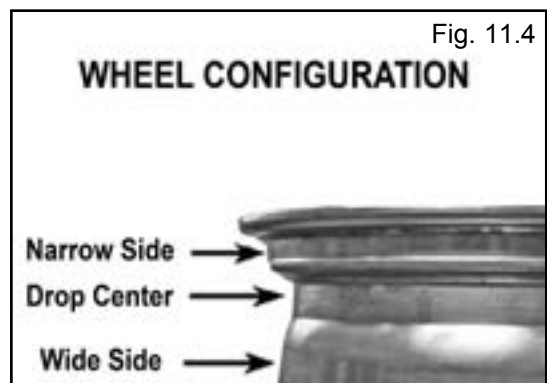 Fig. 11.4
WHEEL CONFIGURATION
Narrow Side
Drop Center
Wide Side